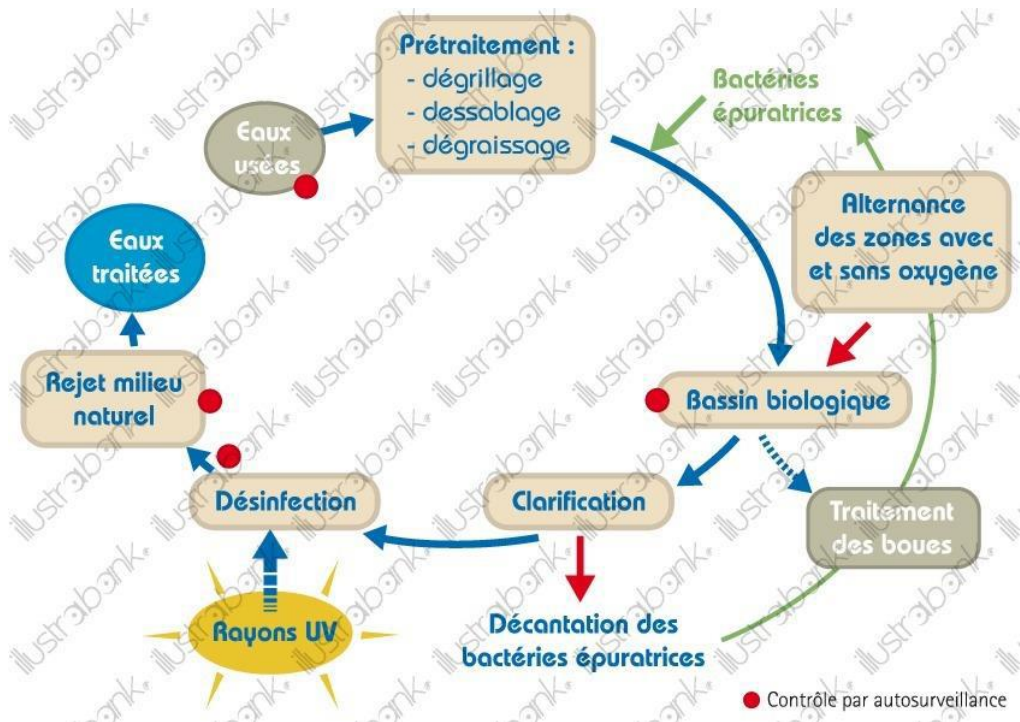 Prétraitement :
- dégrillage
- dessablage
- dégraissage
Bactéries
épuratrices
Eaux
usées
Alternance
des zones avec
et sans oxygène
Eaux
traitées
Rejet milieu
naturel
Bassin biologique
Désinfection
Clarification
Traitement
des boues
Rayons UV
Décantation des
bactéries épuratrices
Contrôle par autosurveillance
illustrabank.